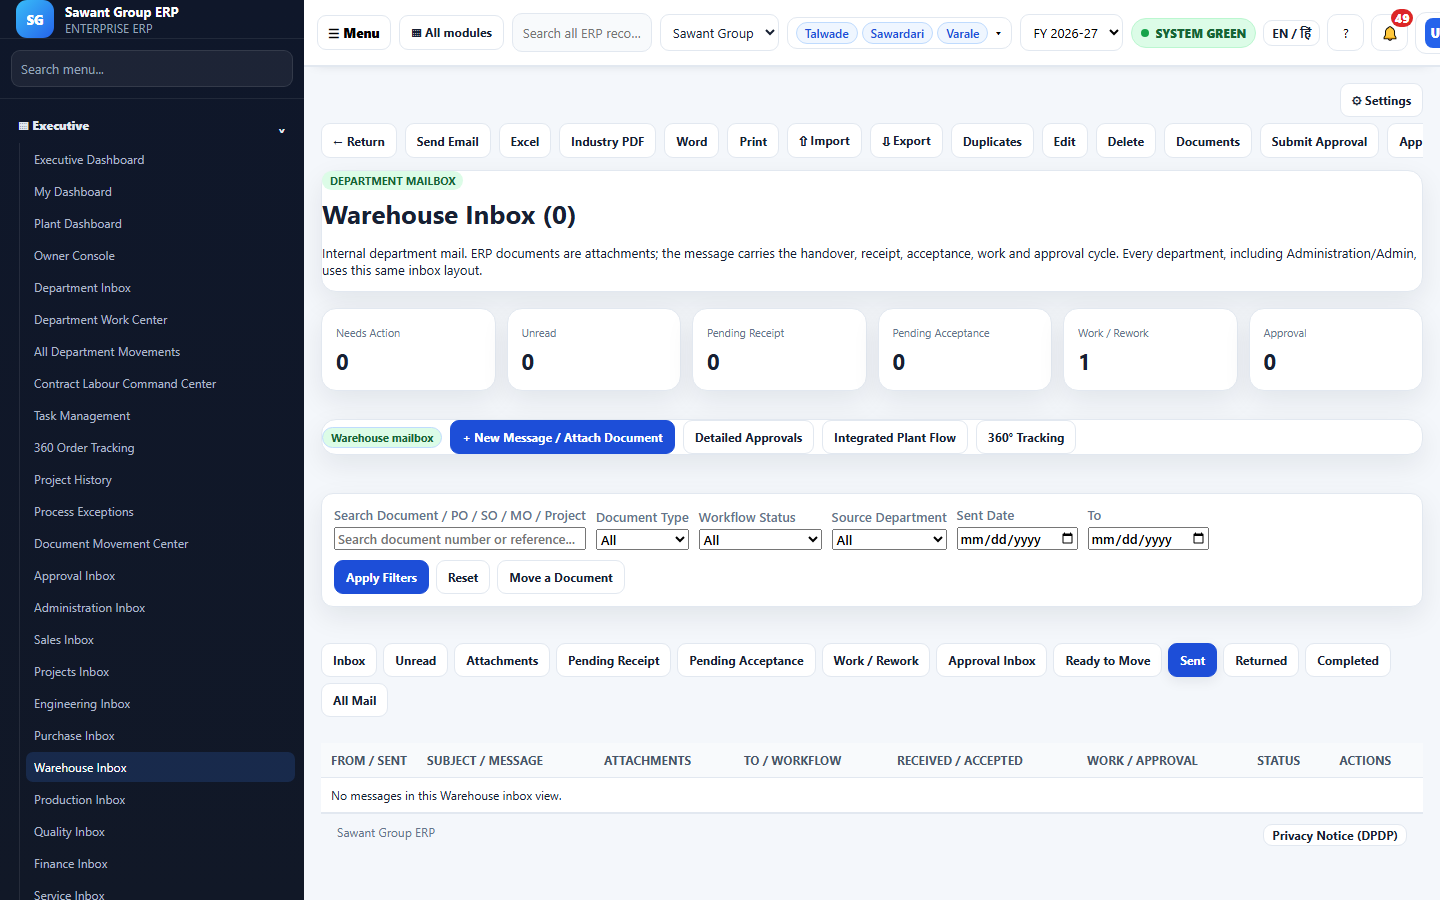 SG
Sawant Group ERP
ENTERPRISE ERP
Search menu...
Executive
Executive Dashboard
My Dashboard
Plant Dashboard
Owner Console
Department Inbox
Department Work Center
All Department Movements
Contract Labour Command Center
Task Management
360 Order Tracking
Project History
Process Exceptions
Document Movement Center
Approval Inbox
Administration Inbox
Sales Inbox
Projects Inbox
Engineering Inbox
Purchase Inbox
Warehouse Inbox
Production Inbox
Quality Inbox
Finance Inbox
Service Inbox
☰ Menu
All modules
Search all ERP reco...
Sawant Group
Talwade
Sawardari
Varale
FY 2026-27
SYSTEM GREEN
EN / हिं
?
49
U
⚙ Settings
← Return
Send Email
Excel
Industry PDF
Word
Print
⇧ Import
⇩ Export
Duplicates
Edit
Delete
Documents
Submit Approval
App
DEPARTMENT MAILBOX
Warehouse Inbox (0)
Internal department mail. ERP documents are attachments; the message carries the handover, receipt, acceptance, work and approval cycle. Every department, including Administration/Admin,
uses this same inbox layout.
Needs Action
0
Unread
0
Pending Receipt
0
Pending Acceptance
0
Work / Rework
1
Approval
0
Warehouse mailbox
+ New Message / Attach Document
Detailed Approvals
Integrated Plant Flow
360° Tracking
Search Document / PO / SO / MO / Project
Document Type
Workflow Status
Source Department
Sent Date
To
Search document number or reference...
All
All
All
mm/dd/yyyy
mm/dd/yyyy
Apply Filters
Reset
Move a Document
Inbox
Unread
Attachments
Pending Receipt
Pending Acceptance
Work / Rework
Approval Inbox
Ready to Move
Sent
Returned
Completed
All Mail
FROM / SENT
SUBJECT / MESSAGE
ATTACHMENTS
TO / WORKFLOW
RECEIVED / ACCEPTED
WORK / APPROVAL
STATUS
ACTIONS
No messages in this Warehouse inbox view.
Sawant Group ERP
Privacy Notice (DPDP)